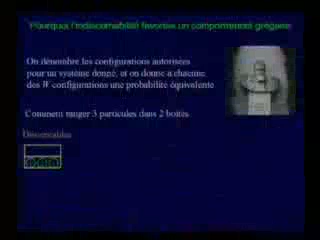 Pourquoi l'indiscernabilité favorise un comportement grégaire
On dénombre les configurations autorisées
pour un système donné, et on donne a chacune
des W configurations une probabilité équivalente
Comment ranger 3 particules dans 2 boites
Discernables